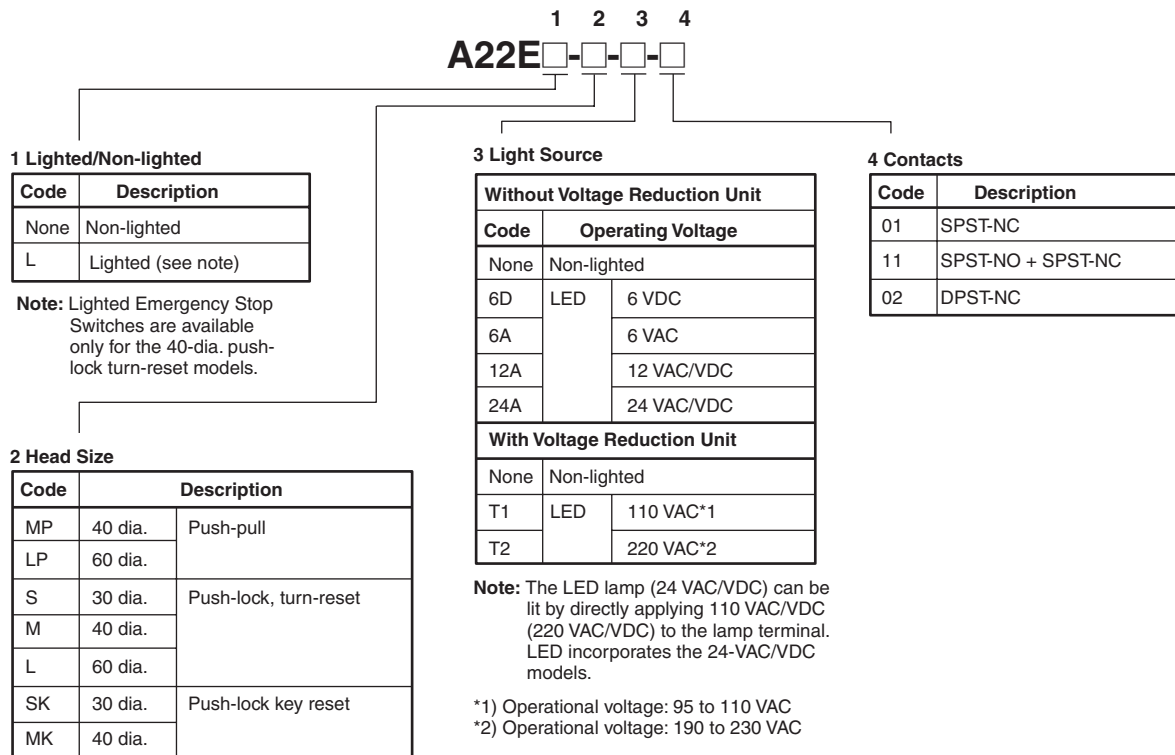 1 2 3 4
A22E□-□-□-□
1 Lighted/Non-lighted
Code Description
None Non-lighted
L Lighted (see note)
Note: Lighted Emergency Stop
Switches are available
only for the 40-dia. push-
lock turn-reset models.
2 Head Size
Code Description
MP 40 dia. Push-pull
LP 60 dia.
S 30 dia. Push-lock, turn-reset
M 40 dia.
L 60 dia.
SK 30 dia. Push-lock key reset
MK 40 dia.
3 Light Source
Without Voltage Reduction Unit
Code Operating Voltage
None Non-lighted
6D LED 6 VDC
6A 6 VAC
12A 12 VAC/VDC
24A 24 VAC/VDC
With Voltage Reduction Unit
None Non-lighted
T1 LED 110 VAC*1
T2 220 VAC*2
Note: The LED lamp (24 VAC/VDC) can be
lit by directly applying 110 VAC/VDC
(220 VAC/VDC) to the lamp terminal.
LED incorporates the 24-VAC/VDC
models.
*1) Operational voltage: 95 to 110 VAC
*2) Operational voltage: 190 to 230 VAC
4 Contacts
Code Description
01 SPST-NC
11 SPST-NO + SPST-NC
02 DPST-NC